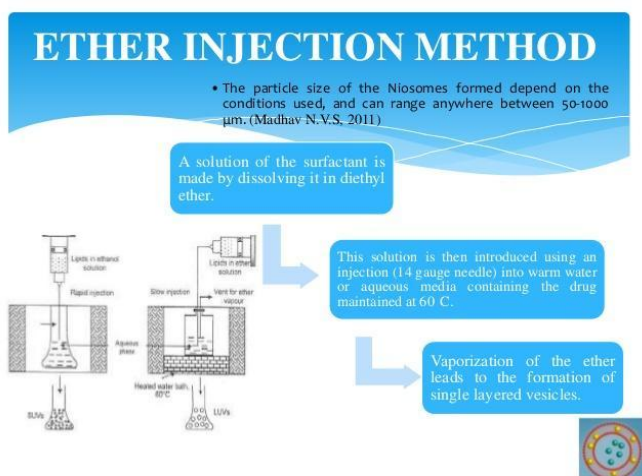 ETHER INJECTION METHOD
• The particle size of the Niosomes formed depend on the
conditions used, and can range anywhere between 50-1000
µm. (Madhav N.V.S, 2011)
A solution of the surfactant is
made by dissolving it in diethyl
ether.
This solution is then introduced using an
injection (14 gauge needle) into warm water
or aqueous media containing the drug
maintained at 60 C.
Vaporization of the ether
leads to the formation of
single layered vesicles.
Lipids in ethanol
solution
Rapid injection
Lipids in ether
solution
Slow injection
Vent for ether
vapour
Aqueous
phase
Heated water bath,
60°C
SUVs
LUVs